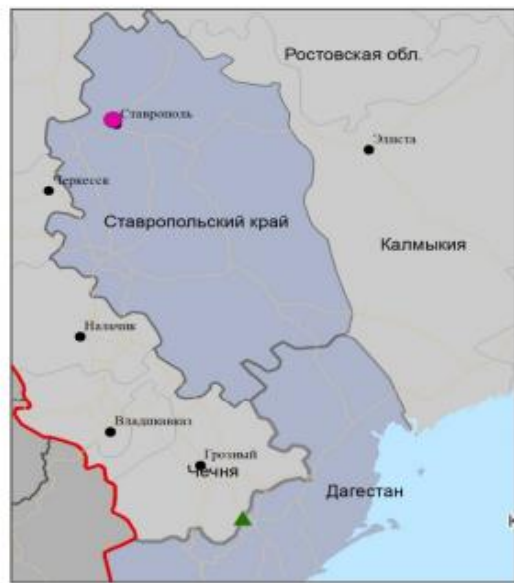 Ростовская обл.
Ставрополь
Элиста
Черкесск
Ставропольский край
Калмыкия
Нальчик
Владикавказ
Грозный
Чечня
Дагестан
К